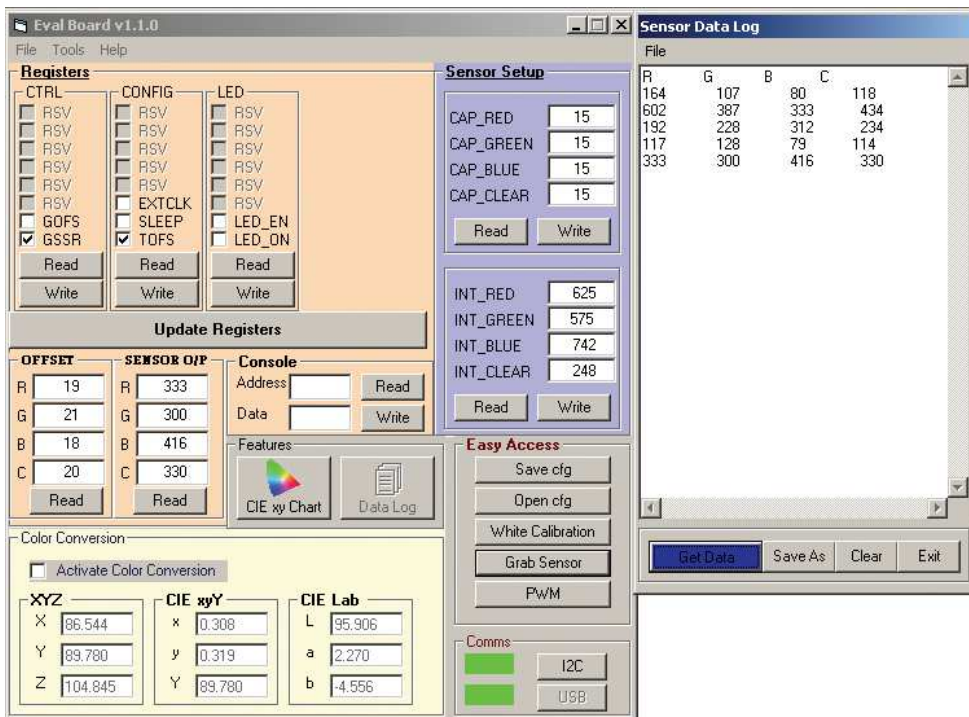 Eval Board v1.1.0
File Tools Help
Registers
CTRL CONFIG LED
RSV RSV RSV
RSV RSV RSV
RSV RSV RSV
RSV RSV RSV
RSV RSV RSV
RSV EXTCLK RSV
GOFS SLEEP LED_EN
GSSR TOFS LED_ON
Read Read Read
Write Write Write
Update Registers
OFFSET
R 19
G 21
B 18
C 20
Read
SENSOR O/P
R 333
G 300
B 416
C 330
Read
Console
Address Read
Data Write
Features
CIE xy Chart Data Log
Color Conversion
Activate Color Conversion
XYZ
X 86.544
Y 89.780
Z 104.845
CIE xyY
x 0.308
y 0.319
Y 89.780
CIE Lab
L 95.906
a 2.270
b -4.556
Sensor Setup
CAP_RED 15
CAP_GREEN 15
CAP_BLUE 15
CAP_CLEAR 15
Read Write
INT_RED 625
INT_GREEN 575
INT_BLUE 742
INT_CLEAR 248
Read Write
Easy Access
Save cfg
Open cfg
White Calibration
Grab Sensor
PWM
Comms
I2C
USB
Sensor Data Log
File
R G B C
164 107 80 118
602 387 333 434
192 228 312 234
117 128 79 114
333 300 416 330
Get Data Save As Clear Exit